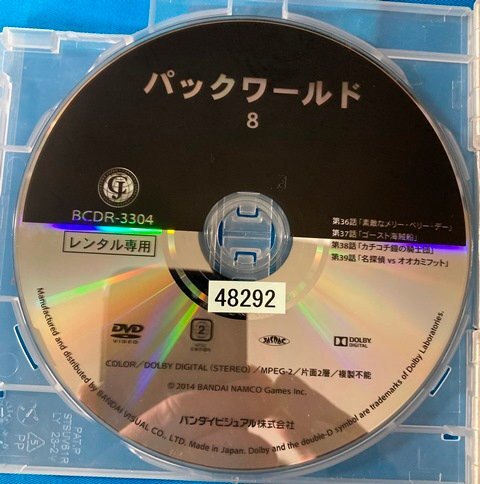 パックワールド
8
BCDR-3304
レンタル専用
第36話「素敵なメリー・ベリー・デー」
第37話「ゴースト海賊船」
第38話「カチコチ鎧の騎士団」
第39話「名探偵 vs オオカミフット」
48292
DVD
VIDEO
2
DOLBY
DIGITAL
COLOR／DOLBY DIGITAL (STEREO)／MPEG-2／片面2層／複製不能
©2014 BANDAI NAMCO Games Inc.
バンダイビジュアル株式会社
Manufactured and distributed by BANDAI VISUAL CO., LTD. Made in Japan. Dolby and the double-D symbol are trademarks of Dolby Laboratories.
PP